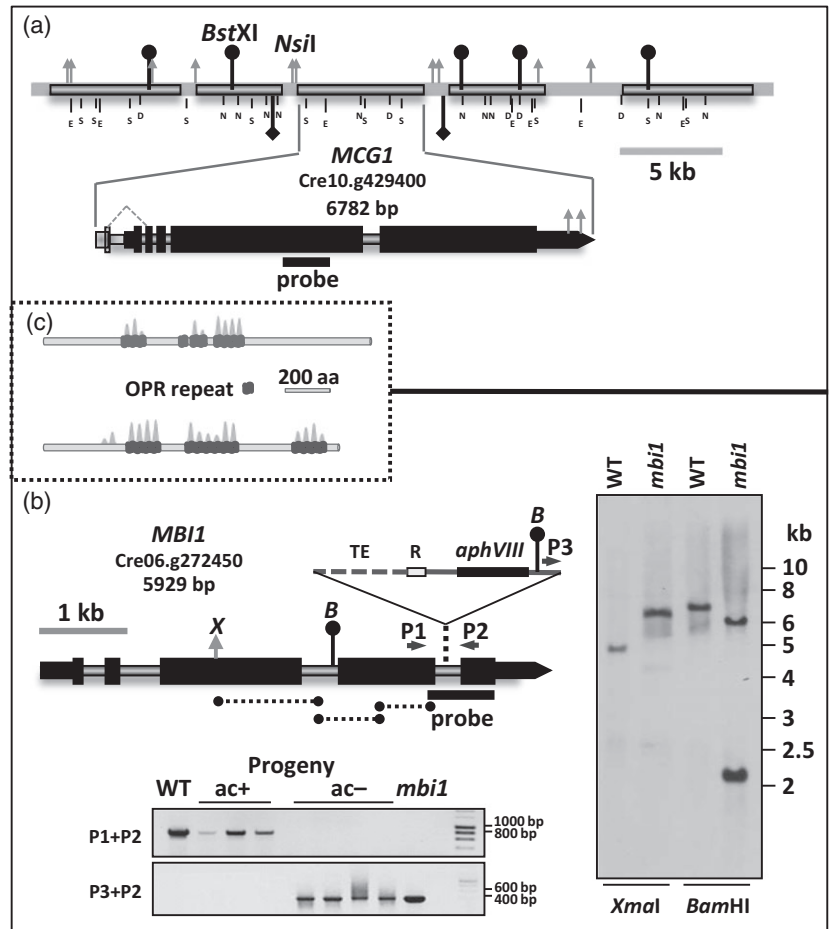 (a)
BstXI NsiI
E S S E S D S N N S N N S N S D S N N N D E D E S E D S N E S N
MCG1
Cre10.g429400
6782 bp
5 kb
probe
(c)
OPR repeat 200 aa
(b)
MBI1
Cre06.g272450
5929 bp
TE R aphVIII B P3
1 kb
X B P1 P2
probe
Progeny
WT ac+ ac– mbi1
P1+P2
1000 bp
800 bp
P3+P2
600 bp
400 bp
WT mbi1 WT mbi1
kb
10
8
6
5
4
3
2.5
2
XmaI BamHI